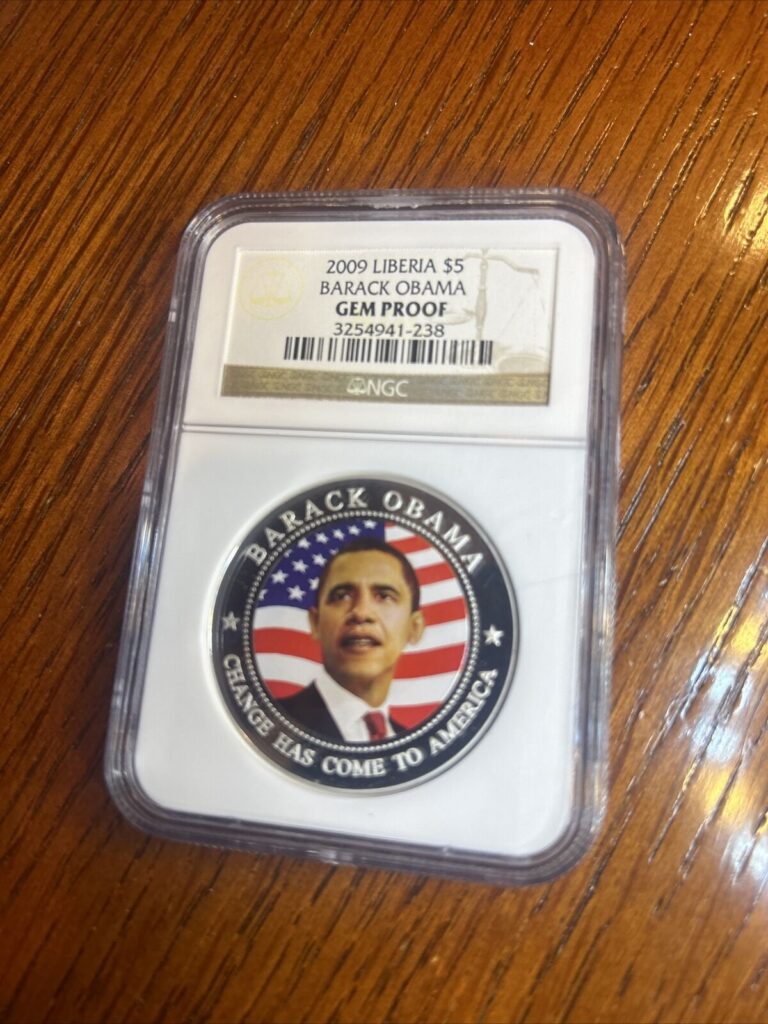 2009 LIBERIA $5
BARACK OBAMA
GEM PROOF
3254941-238
NGC
BARACK OBAMA
CHANGE HAS COME TO AMERICA